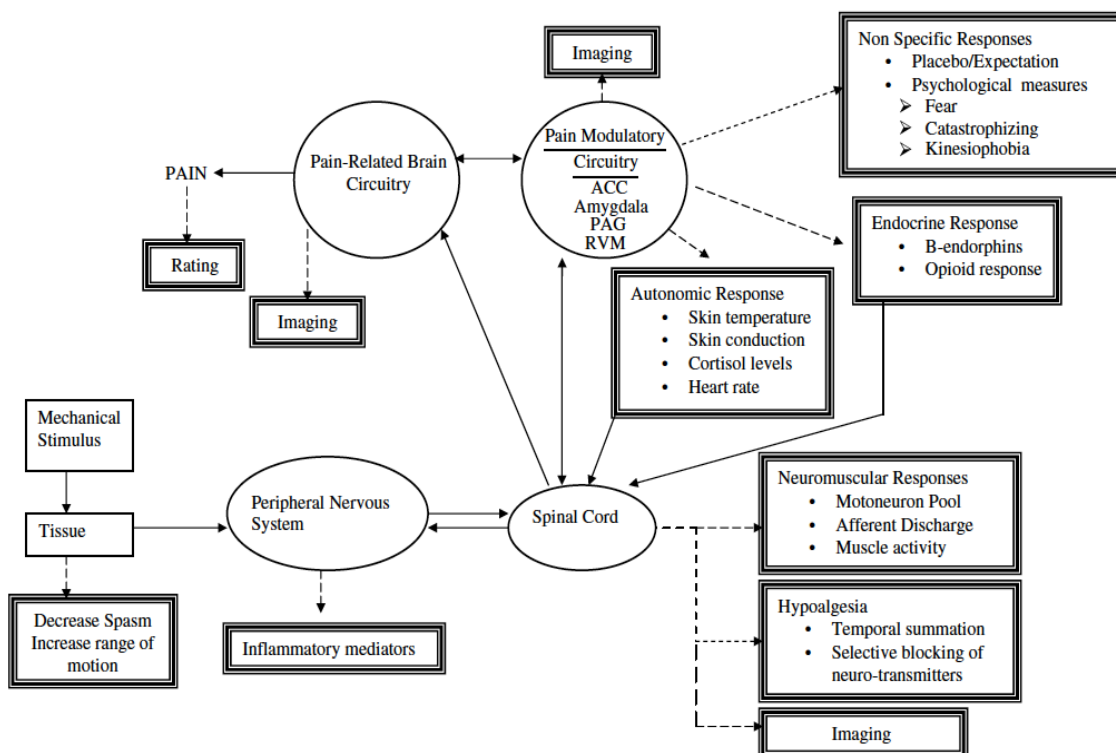 Imaging
Non Specific Responses
• Placebo/Expectation
• Psychological measures
➢ Fear
➢ Catastrophizing
➢ Kinesiophobia
Pain Modulatory
Circuitry
ACC
Amygdala
PAG
RVM
Pain-Related Brain
Circuitry
PAIN
Rating
Imaging
Endocrine Response
• B-endorphins
• Opioid response
Autonomic Response
• Skin temperature
• Skin conduction
• Cortisol levels
• Heart rate
Mechanical
Stimulus
Tissue
Peripheral Nervous
System
Spinal Cord
Neuromuscular Responses
• Motoneuron Pool
• Afferent Discharge
• Muscle activity
Decrease Spasm
Increase range of
motion
Inflammatory mediators
Hypoalgesia
• Temporal summation
• Selective blocking of
neuro-transmitters
Imaging